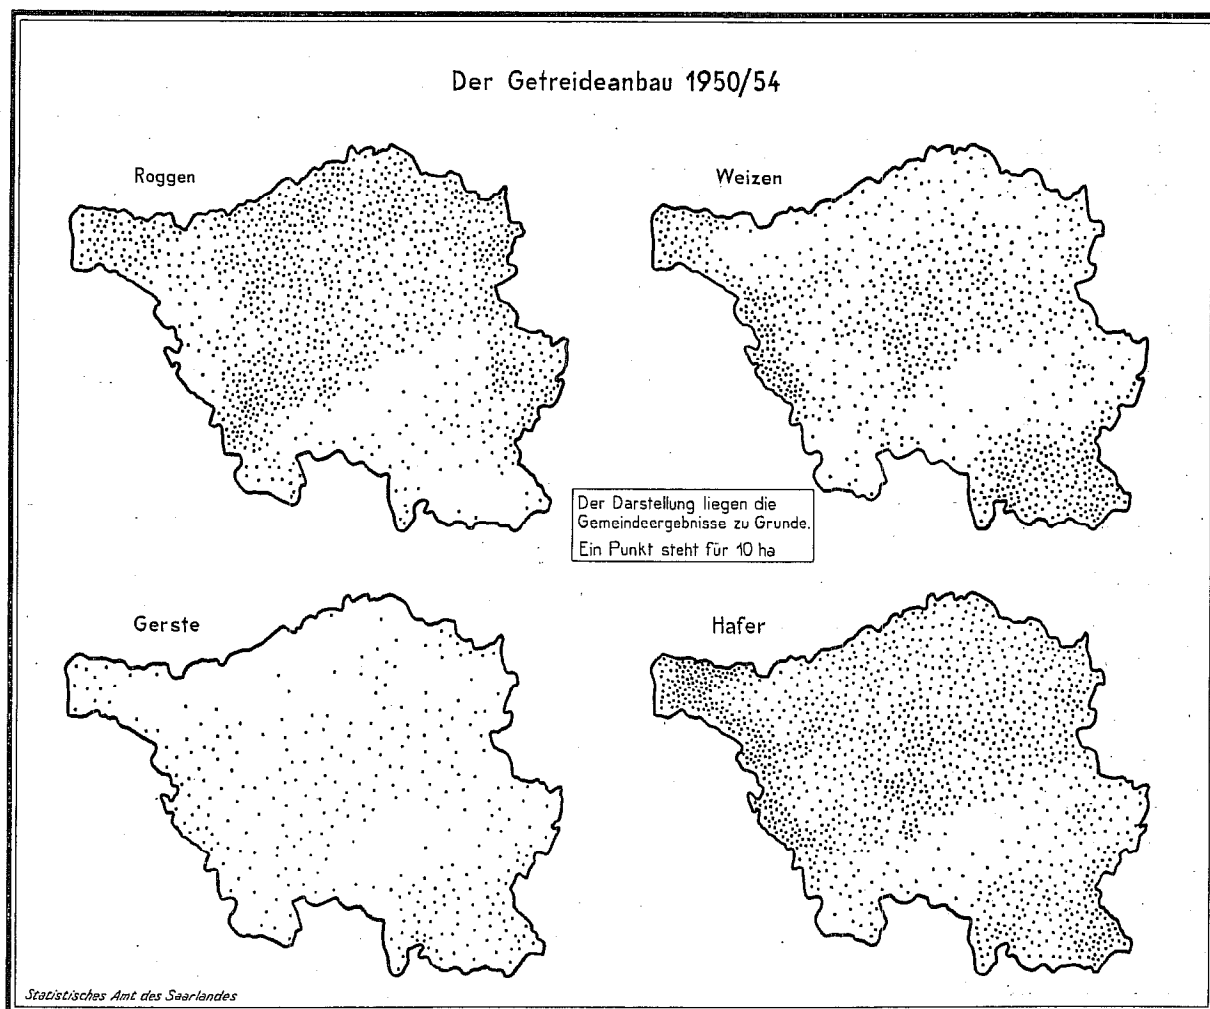 Der Getreideanbau 1950/54
Roggen
Weizen
Der Darstellung liegen die
Gemeindeergebnisse zu Grunde.
Ein Punkt steht für 10 ha
Gerste
Hafer
Statistisches Amt des Saarlandes